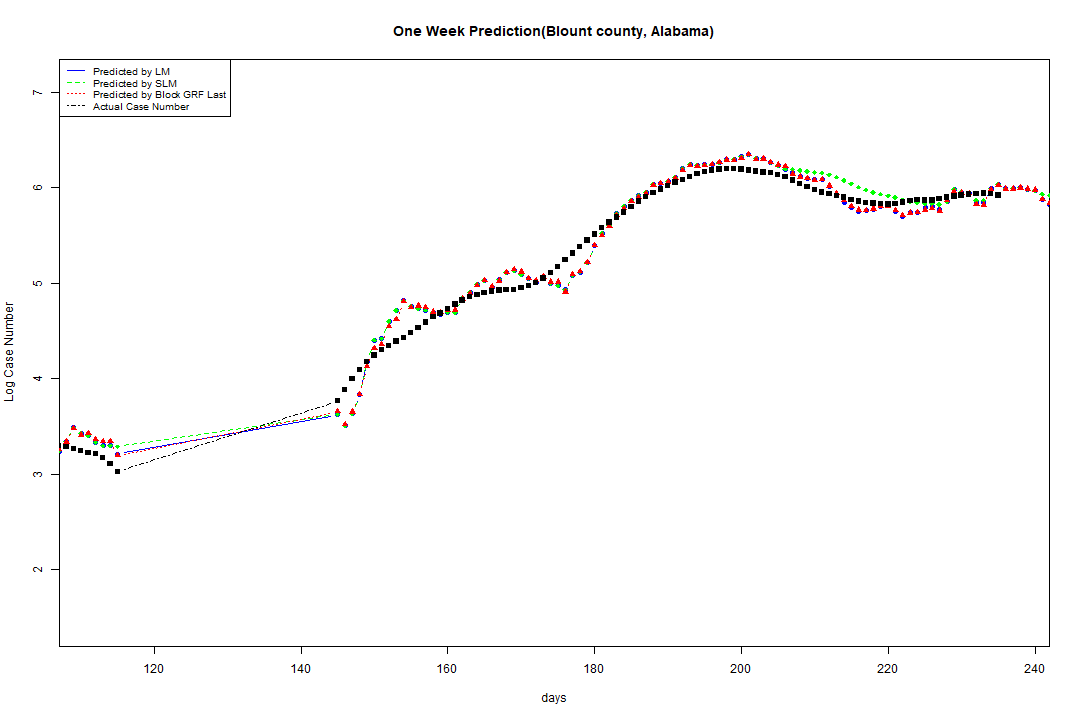 One Week Prediction(Blount county, Alabama)
Predicted by LM
Predicted by SLM
Predicted by Block GRF Last
Actual Case Number
7
6
5
4
3
2
Log Case Number
120 140 160 180 200 220 240
days